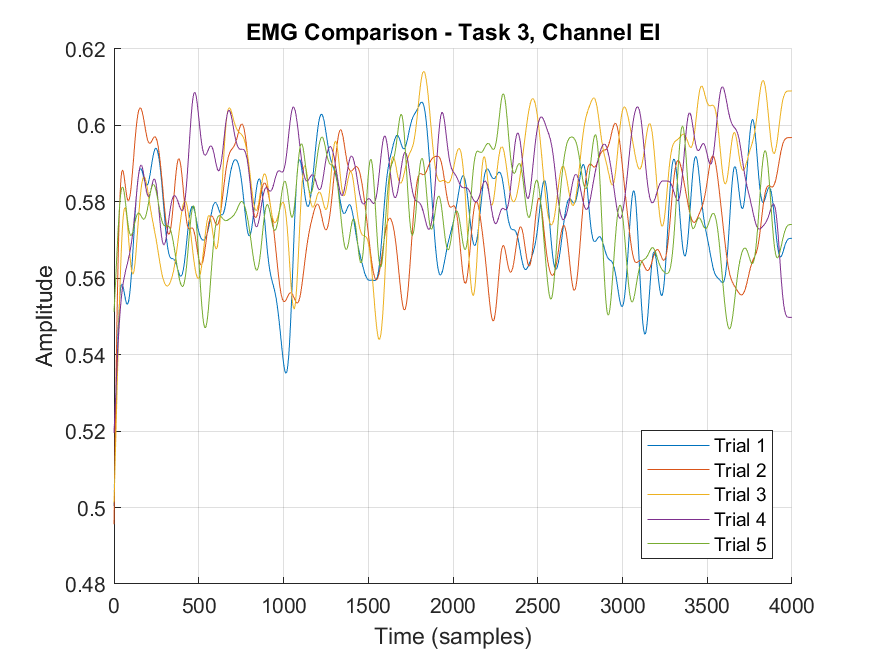 EMG Comparison - Task 3, Channel EI
0.62
0.6
0.58
0.56
0.54
0.52
0.5
0.48
Amplitude
0 500 1000 1500 2000 2500 3000 3500 4000
Time (samples)
Trial 1
Trial 2
Trial 3
Trial 4
Trial 5